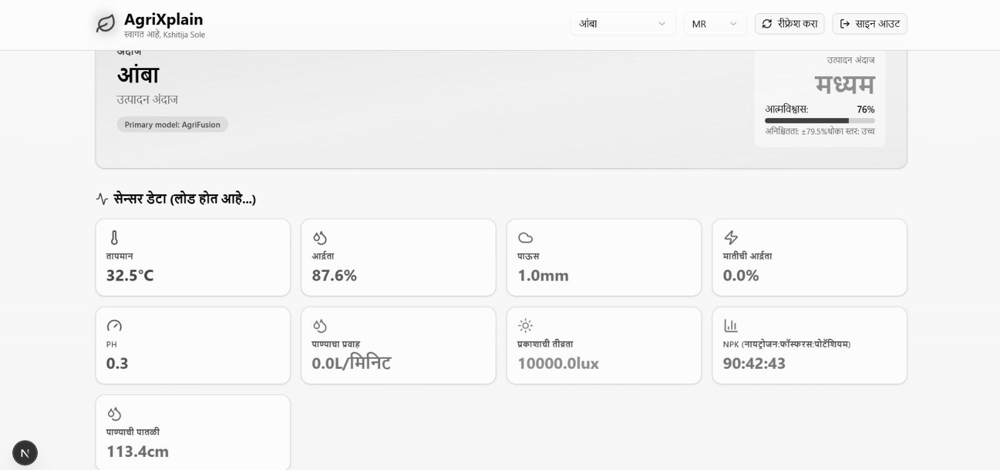 AgriXplain
स्वागत आहे, Kshitija Sole
आंबा
MR
रीफ्रेश करा
साइन आउट
अंदाज
आंबा
उत्पादन अंदाज
Primary model: AgriFusion
उत्पादन अंदाज
मध्यम
आत्मविश्वास: 76%
अनिश्चितता: ±79.5%धोका स्तर: उच्च
सेन्सर डेटा (लोड होत आहे...)
तापमान
32.5°C
आर्द्रता
87.6%
पाऊस
1.0mm
मातीची आर्द्रता
0.0%
PH
0.3
पाण्याचा प्रवाह
0.0L/मिनिट
प्रकाशाची तीव्रता
10000.0lux
NPK (नायट्रोजन:फॉस्फरस:पोटॅशियम)
90:42:43
पाण्याची पातळी
113.4cm
N